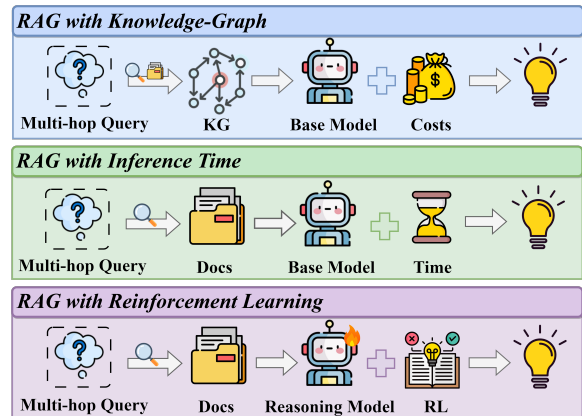 RAG with Knowledge-Graph
?
$
Multi-hop Query KG Base Model Costs
RAG with Inference Time
?
Multi-hop Query Docs Base Model Time
RAG with Reinforcement Learning
?
Multi-hop Query Docs Reasoning Model RL